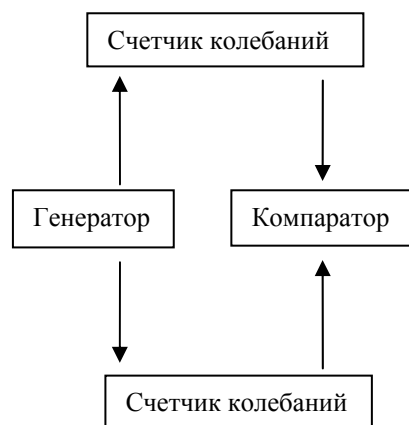 Счетчик колебаний
Генератор
Компаратор
Счетчик колебаний